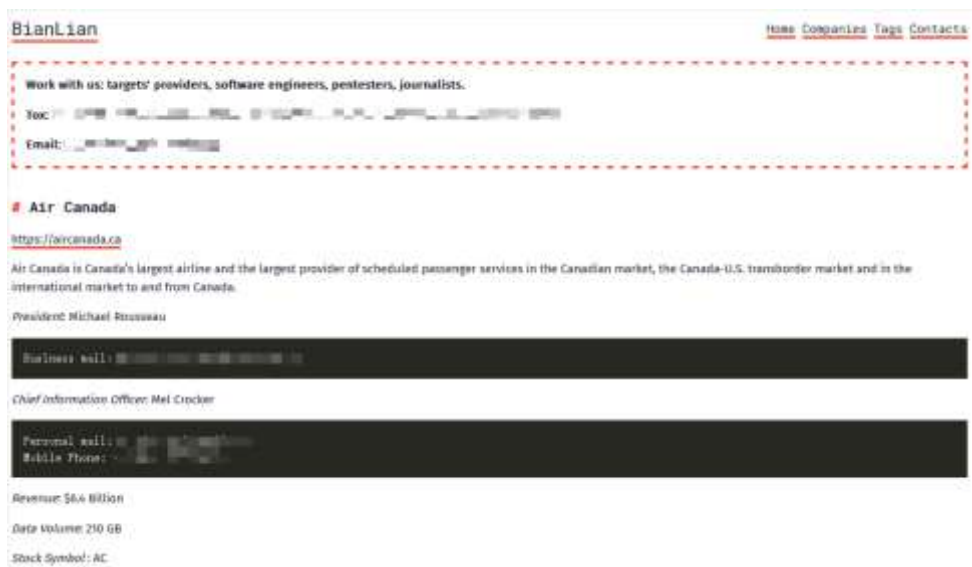 BianLian
Home Companies Tags Contacts
Work with us: targets' providers, software engineers, pentesters, journalists.
Tox:
Email:
# Air Canada
https://aircanada.ca
Air Canada is Canada's largest airline and the largest provider of scheduled passenger services in the Canadian market, the Canada-U.S. transborder market and in the
international market to and from Canada.
President: Michael Rousseau
Business mail:
Chief Information Officer: Mel Crocker
Personal mail:
Mobile Phone:
Revenue: $6.4 Billion
Data Volume: 210 GB
Stock Symbol: AC